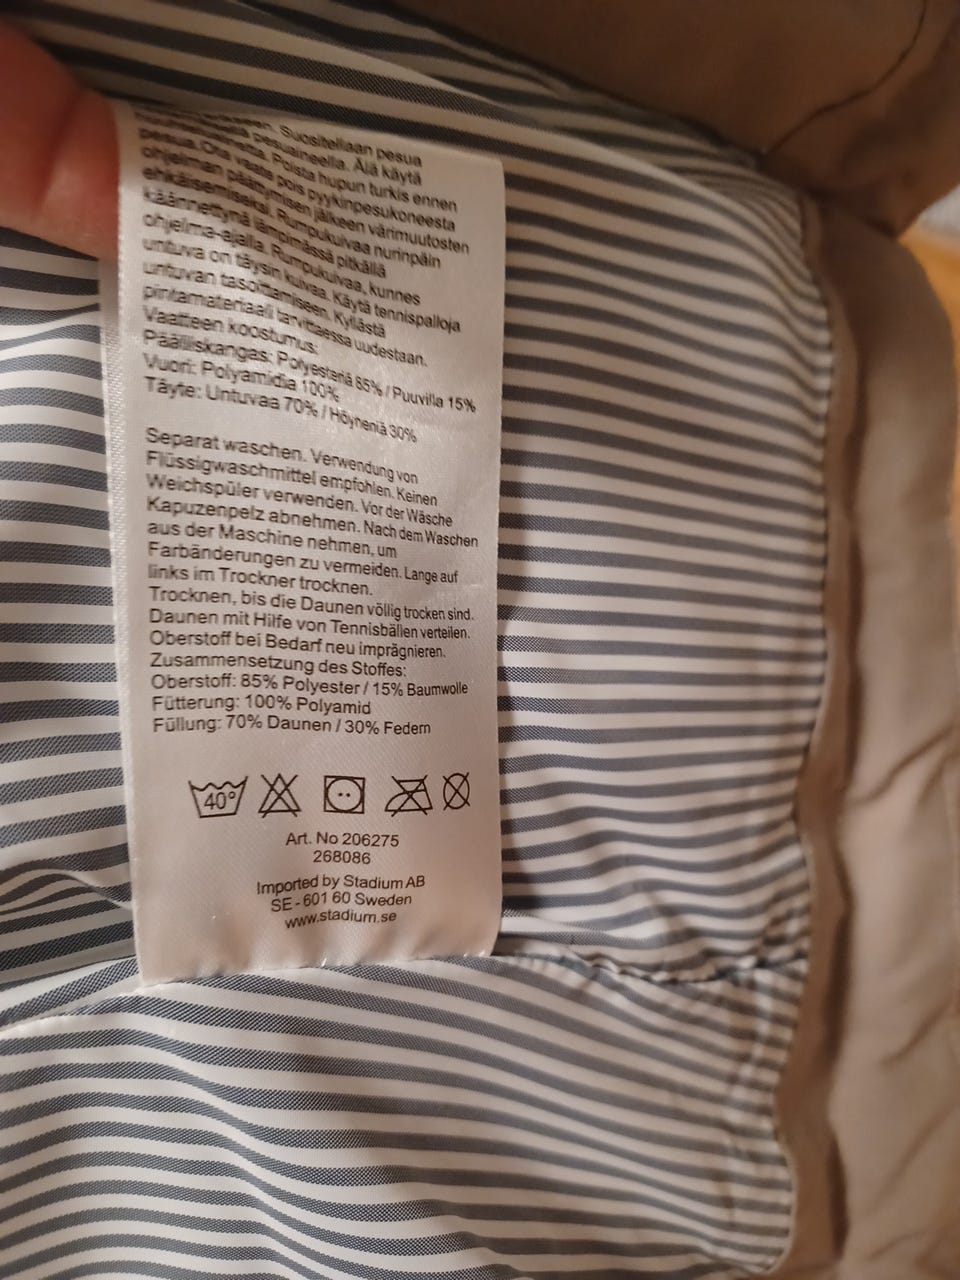 Suositellaan pesua
pesuaineella. Älä käytä
Poista hupun turkis ennen
pesua. Ota vaate pois pyykinpesukoneesta
ohjelman päättymisen jälkeen värimuutosten
ehkäisemiseksi. Rumpukuivaa nurinpäin
käännettynä lämpimässä pitkällä
ohjelma-ajalla. Rumpukuivaa, kunnes
untuva on täysin kuivaa. Käytä tennispalloja
untuvan tasoittamiseen. Kyllästä
pintamateriaali tarvittaessa uudestaan.
Vaatteen koostumus:
Päälliskangas: Polyesteriä 85% / Puuvilla 15%
Vuori: Polyamidia 100%
Täyte: Untuvaa 70% / Höyheniä 30%
Separat waschen. Verwendung von
Flüssigwaschmittel empfohlen. Keinen
Weichspüler verwenden. Vor der Wäsche
Kapuzenpelz abnehmen. Nach dem Waschen
aus der Maschine nehmen, um
Farbänderungen zu vermeiden. Lange auf
links im Trockner trocknen.
Trocknen, bis die Daunen völlig trocken sind.
Daunen mit Hilfe von Tennisbällen verteilen.
Oberstoff bei Bedarf neu imprägnieren.
Zusammensetzung des Stoffes:
Oberstoff: 85% Polyester / 15% Baumwolle
Fütterung: 100% Polyamid
Füllung: 70% Daunen / 30% Federn
40°
Art. No 206275
268086
Imported by Stadium AB
SE-601 60 Sweden
www.stadium.se